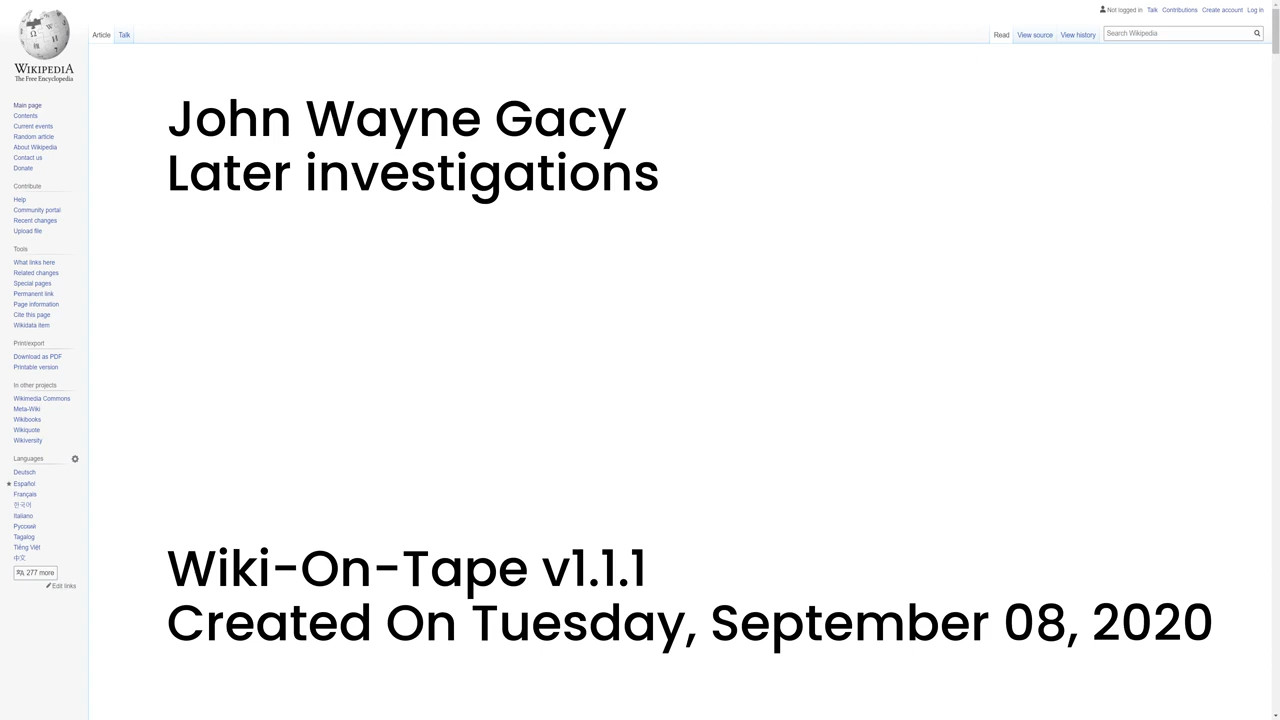 Not logged in Talk Contributions Create account Log in
Article Talk Read View source View history Search Wikipedia
WIKIPEDIA
The Free Encyclopedia
Main page
Contents
Current events
Random article
About Wikipedia
Contact us
Donate
Contribute
Help
Community portal
Recent changes
Upload file
Tools
What links here
Related changes
Special pages
Permanent link
Page information
Cite this page
Wikidata item
Print/export
Download as PDF
Printable version
In other projects
Wikimedia Commons
Meta-Wiki
Wikibooks
Wikiquote
Wikiversity
Languages
Deutsch
Español
Français
한국어
Italiano
Русский
Tagalog
Tiếng Việt
中文
277 more
Edit links
John Wayne Gacy
Later investigations
Wiki-On-Tape v1.1.1
Created On Tuesday, September 08, 2020